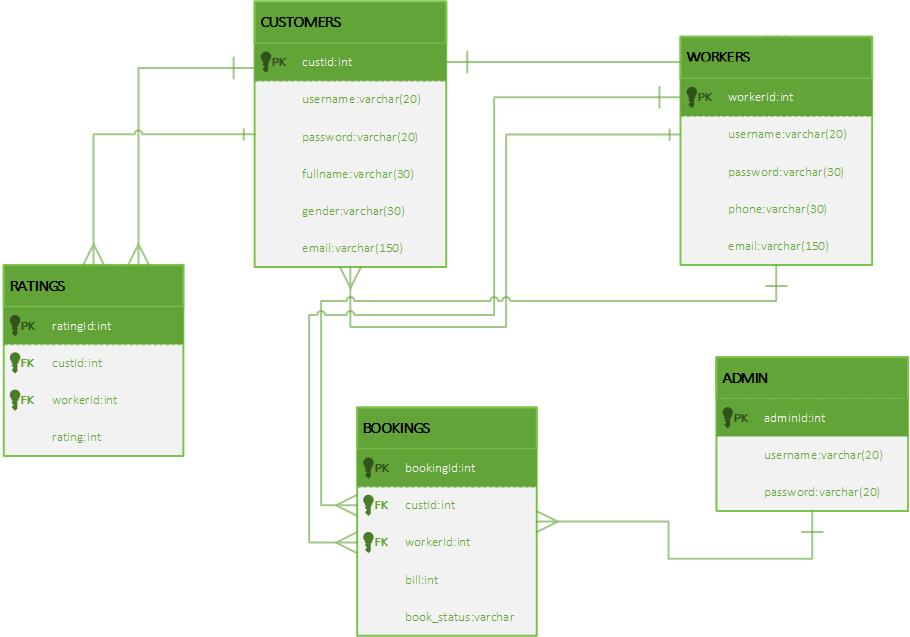 CUSTOMERS
PK custId:int
username:varchar(20)
password:varchar(20)
fullname:varchar(30)
gender:varchar(30)
email:varchar(150)
WORKERS
PK workerId:int
username:varchar(20)
password:varchar(30)
phone:varchar(30)
email:varchar(150)
RATINGS
PK ratingId:int
FK custId:int
FK workerId:int
rating:int
ADMIN
PK adminId:int
username:varchar(20)
password:varchar(20)
BOOKINGS
PK bookingId:int
FK custId:int
FK workerId:int
bill:int
book_status:varchar